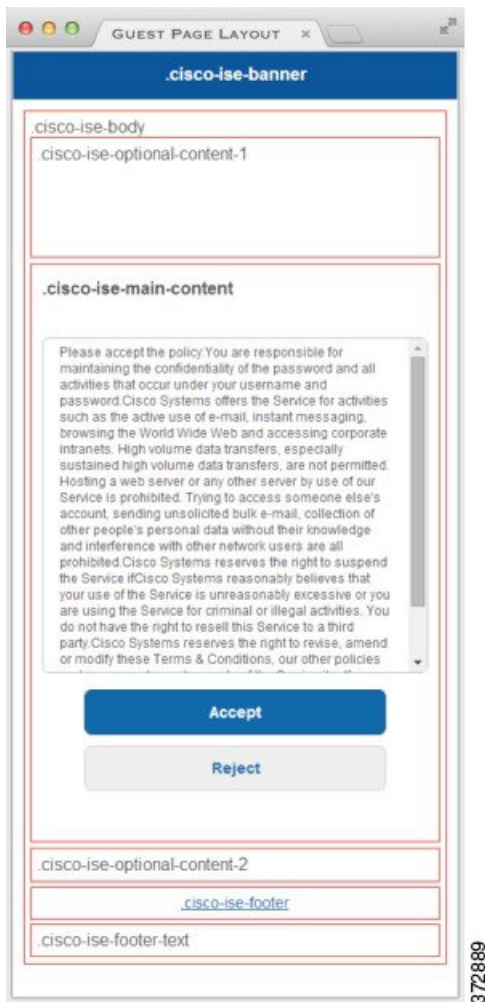 GUEST PAGE LAYOUT ×
.cisco-ise-banner
.cisco-ise-body
.cisco-ise-optional-content-1
.cisco-ise-main-content
Please accept the policy:You are responsible for
maintaining the confidentiality of the password and all
activities that occur under your username and
password.Cisco Systems offers the Service for activities
such as the active use of e-mail, instant messaging,
browsing the World Wide Web and accessing corporate
intranets. High volume data transfers, especially
sustained high volume data transfers, are not permitted.
Hosting a web server or any other server by use of our
Service is prohibited. Trying to access someone else's
account, sending unsolicited bulk e-mail, collection of
other people's personal data without their knowledge
and interference with other network users are all
prohibited.Cisco Systems reserves the right to suspend
the Service ifCisco Systems reasonably believes that
your use of the Service is unreasonably excessive or you
are using the Service for criminal or illegal activities. You
do not have the right to resell this Service to a third
party.Cisco Systems reserves the right to revise, amend
or modify these Terms & Conditions, our other policies
Accept
Reject
.cisco-ise-optional-content-2
.cisco-ise-footer
.cisco-ise-footer-text
372889